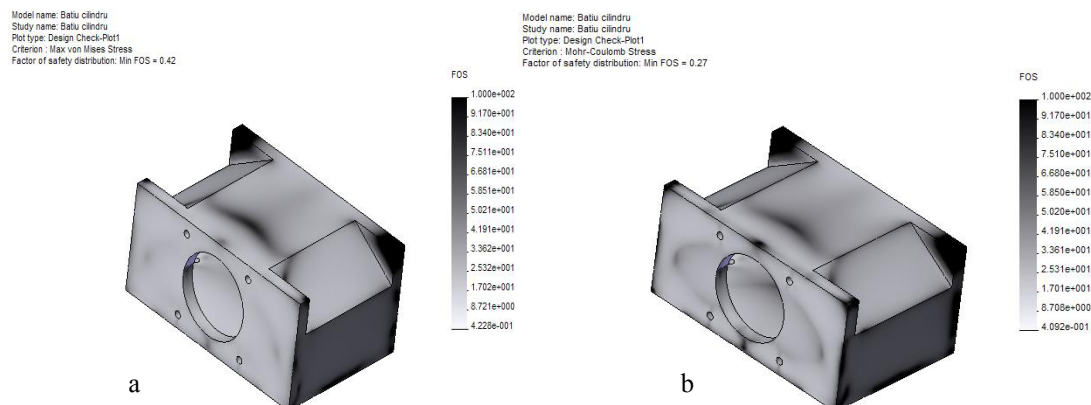 Model name: Batiu cilindru
Study name: Batiu cilindru
Plot type: Design Check-Plot1
Criterion : Max von Mises Stress
Factor of safety distribution: Min FOS = 0.42
FOS
1.000e+002
9.170e+001
8.340e+001
7.511e+001
6.681e+001
5.851e+001
5.021e+001
4.191e+001
3.362e+001
2.532e+001
1.702e+001
8.721e+000
4.228e-001
a
Model name: Batiu cilindru
Study name: Batiu cilindru
Plot type: Design Check-Plot1
Criterion : Mohr-Coulomb Stress
Factor of safety distribution: Min FOS = 0.27
FOS
1.000e+002
9.170e+001
8.340e+001
7.510e+001
6.680e+001
5.850e+001
5.020e+001
4.191e+001
3.361e+001
2.531e+001
1.701e+001
8.708e+000
4.092e-001
b